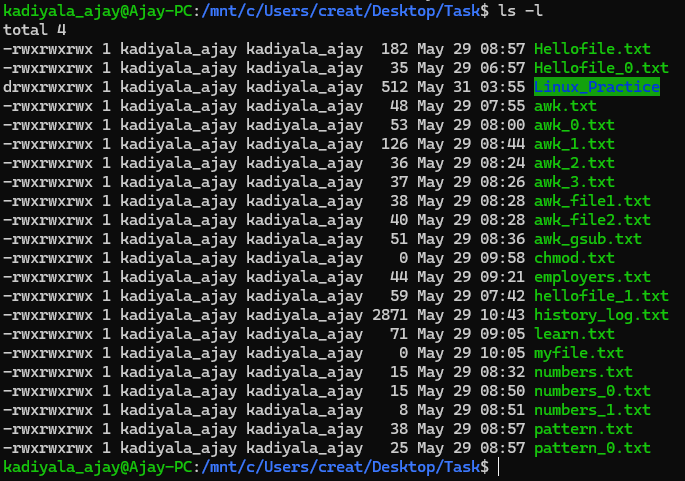 kadiyala_ajay@Ajay-PC:/mnt/c/Users/creat/Desktop/Task$ ls -l
total 4
-rwxrwxrwx 1 kadiyala_ajay kadiyala_ajay  182 May 29 08:57 Hellofile.txt
-rwxrwxrwx 1 kadiyala_ajay kadiyala_ajay   35 May 29 06:57 Hellofile_0.txt
drwxrwxrwx 1 kadiyala_ajay kadiyala_ajay  512 May 31 03:55 Linux_Practice
-rwxrwxrwx 1 kadiyala_ajay kadiyala_ajay   48 May 29 07:55 awk.txt
-rwxrwxrwx 1 kadiyala_ajay kadiyala_ajay   53 May 29 08:00 awk_0.txt
-rwxrwxrwx 1 kadiyala_ajay kadiyala_ajay  126 May 29 08:44 awk_1.txt
-rwxrwxrwx 1 kadiyala_ajay kadiyala_ajay   36 May 29 08:24 awk_2.txt
-rwxrwxrwx 1 kadiyala_ajay kadiyala_ajay   37 May 29 08:26 awk_3.txt
-rwxrwxrwx 1 kadiyala_ajay kadiyala_ajay   38 May 29 08:28 awk_file1.txt
-rwxrwxrwx 1 kadiyala_ajay kadiyala_ajay   40 May 29 08:28 awk_file2.txt
-rwxrwxrwx 1 kadiyala_ajay kadiyala_ajay   51 May 29 08:36 awk_gsub.txt
-rwxrwxrwx 1 kadiyala_ajay kadiyala_ajay    0 May 29 09:58 chmod.txt
-rwxrwxrwx 1 kadiyala_ajay kadiyala_ajay   44 May 29 09:21 employers.txt
-rwxrwxrwx 1 kadiyala_ajay kadiyala_ajay   59 May 29 07:42 hellofile_1.txt
-rwxrwxrwx 1 kadiyala_ajay kadiyala_ajay 2871 May 29 10:43 history_log.txt
-rwxrwxrwx 1 kadiyala_ajay kadiyala_ajay   71 May 29 09:05 learn.txt
-rwxrwxrwx 1 kadiyala_ajay kadiyala_ajay    0 May 29 10:05 myfile.txt
-rwxrwxrwx 1 kadiyala_ajay kadiyala_ajay   15 May 29 08:32 numbers.txt
-rwxrwxrwx 1 kadiyala_ajay kadiyala_ajay   15 May 29 08:50 numbers_0.txt
-rwxrwxrwx 1 kadiyala_ajay kadiyala_ajay    8 May 29 08:51 numbers_1.txt
-rwxrwxrwx 1 kadiyala_ajay kadiyala_ajay   38 May 29 08:57 pattern.txt
-rwxrwxrwx 1 kadiyala_ajay kadiyala_ajay   25 May 29 08:57 pattern_0.txt
kadiyala_ajay@Ajay-PC:/mnt/c/Users/creat/Desktop/Task$